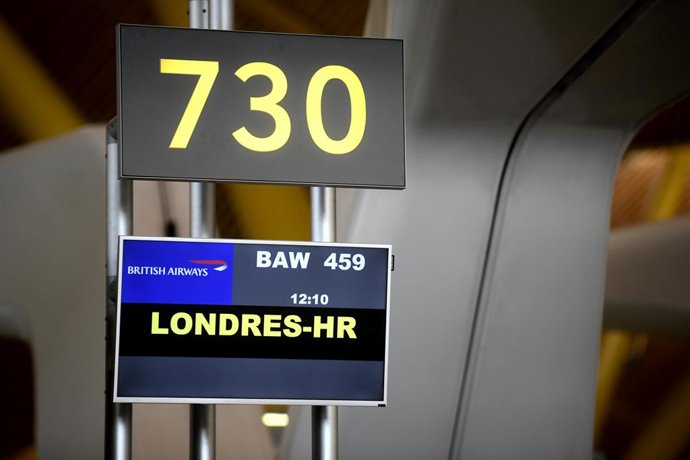 730
BRITISH AIRWAYS
BAW 459
12:10
LONDRES-HR